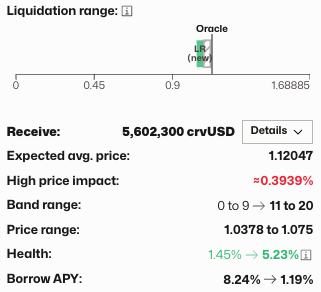 Liquidation range:
Oracle
LR
(new)
0 0.45 0.9 1.68885
Receive: 5,602,300 crvUSD Details
Expected avg. price: 1.12047
High price impact: ≈0.3939%
Band range: 0 to 9 → 11 to 20
Price range: 1.0378 to 1.075
Health: 1.45% → 5.23%
Borrow APY: 8.24% → 1.19%